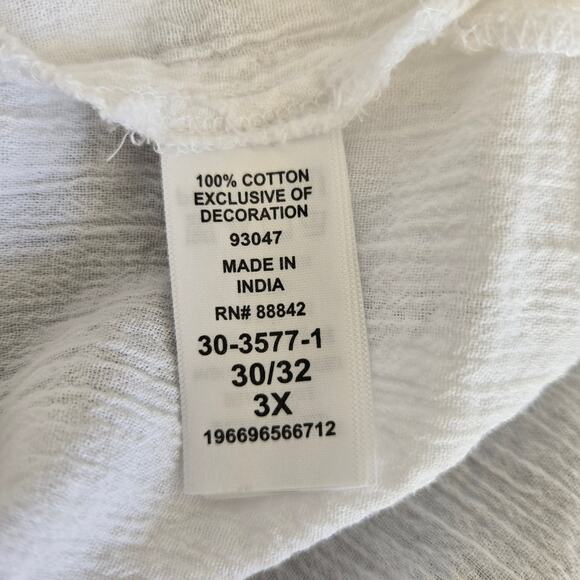 100% COTTON
EXCLUSIVE OF
DECORATION
93047
MADE IN
INDIA
RN# 88842
30-3577-1
30/32
3X
196696566712